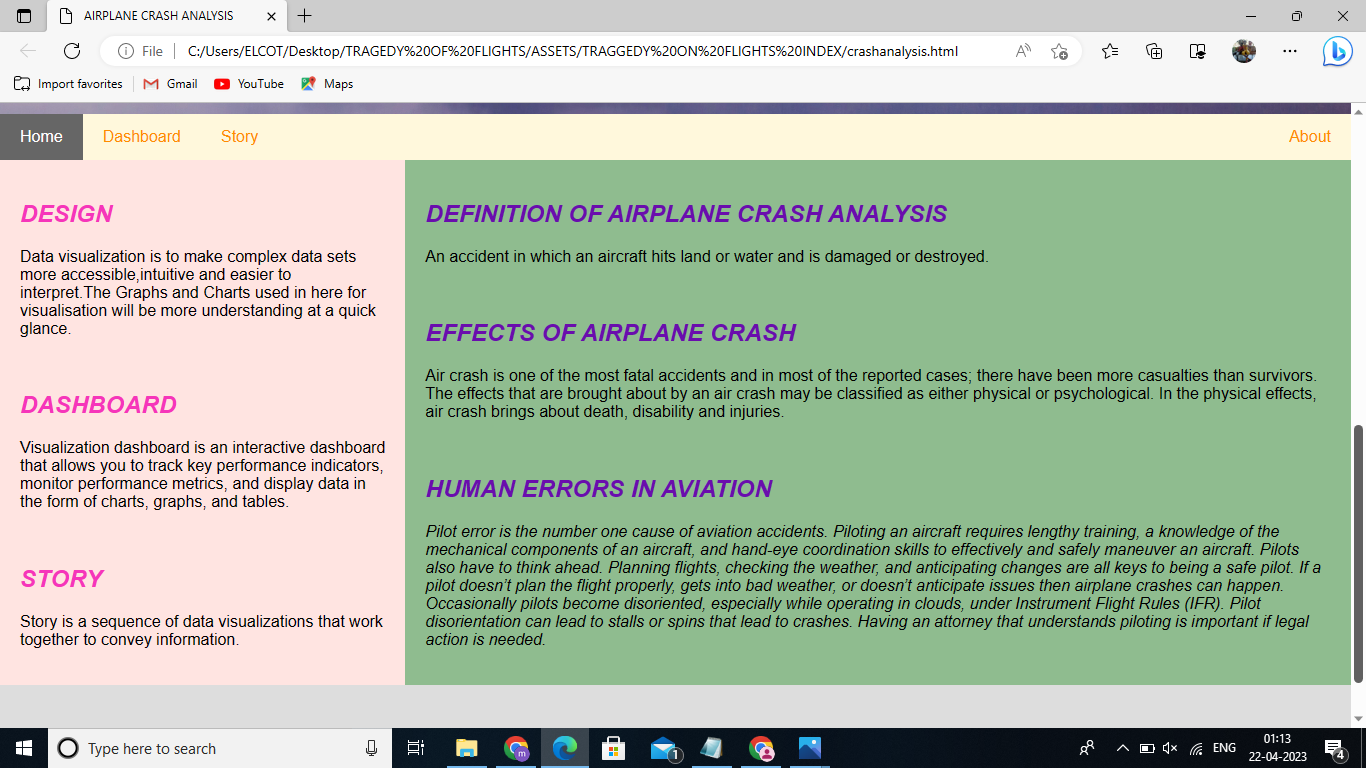 AIRPLANE CRASH ANALYSIS
File
C:/Users/ELCOT/Desktop/TRAGEDY%20OF%20FLIGHTS/ASSETS/TRAGGEDY%20ON%20FLIGHTS%20INDEX/crashanalysis.html
Import favorites Gmail YouTube Maps
Home Dashboard Story About
DESIGN
Data visualization is to make complex data sets
more accessible,intuitive and easier to
interpret.The Graphs and Charts used in here for
visualisation will be more understanding at a quick
glance.
DASHBOARD
Visualization dashboard is an interactive dashboard
that allows you to track key performance indicators,
monitor performance metrics, and display data in
the form of charts, graphs, and tables.
STORY
Story is a sequence of data visualizations that work
together to convey information.
DEFINITION OF AIRPLANE CRASH ANALYSIS
An accident in which an aircraft hits land or water and is damaged or destroyed.
EFFECTS OF AIRPLANE CRASH
Air crash is one of the most fatal accidents and in most of the reported cases; there have been more casualties than survivors.
The effects that are brought about by an air crash may be classified as either physical or psychological. In the physical effects,
air crash brings about death, disability and injuries.
HUMAN ERRORS IN AVIATION
Pilot error is the number one cause of aviation accidents. Piloting an aircraft requires lengthy training, a knowledge of the
mechanical components of an aircraft, and hand-eye coordination skills to effectively and safely maneuver an aircraft. Pilots
also have to think ahead. Planning flights, checking the weather, and anticipating changes are all keys to being a safe pilot. If a
pilot doesn’t plan the flight properly, gets into bad weather, or doesn’t anticipate issues then airplane crashes can happen.
Occasionally pilots become disoriented, especially while operating in clouds, under Instrument Flight Rules (IFR). Pilot
disorientation can lead to stalls or spins that lead to crashes. Having an attorney that understands piloting is important if legal
action is needed.
Type here to search
m
1
ENG
01:13
22-04-2023
4